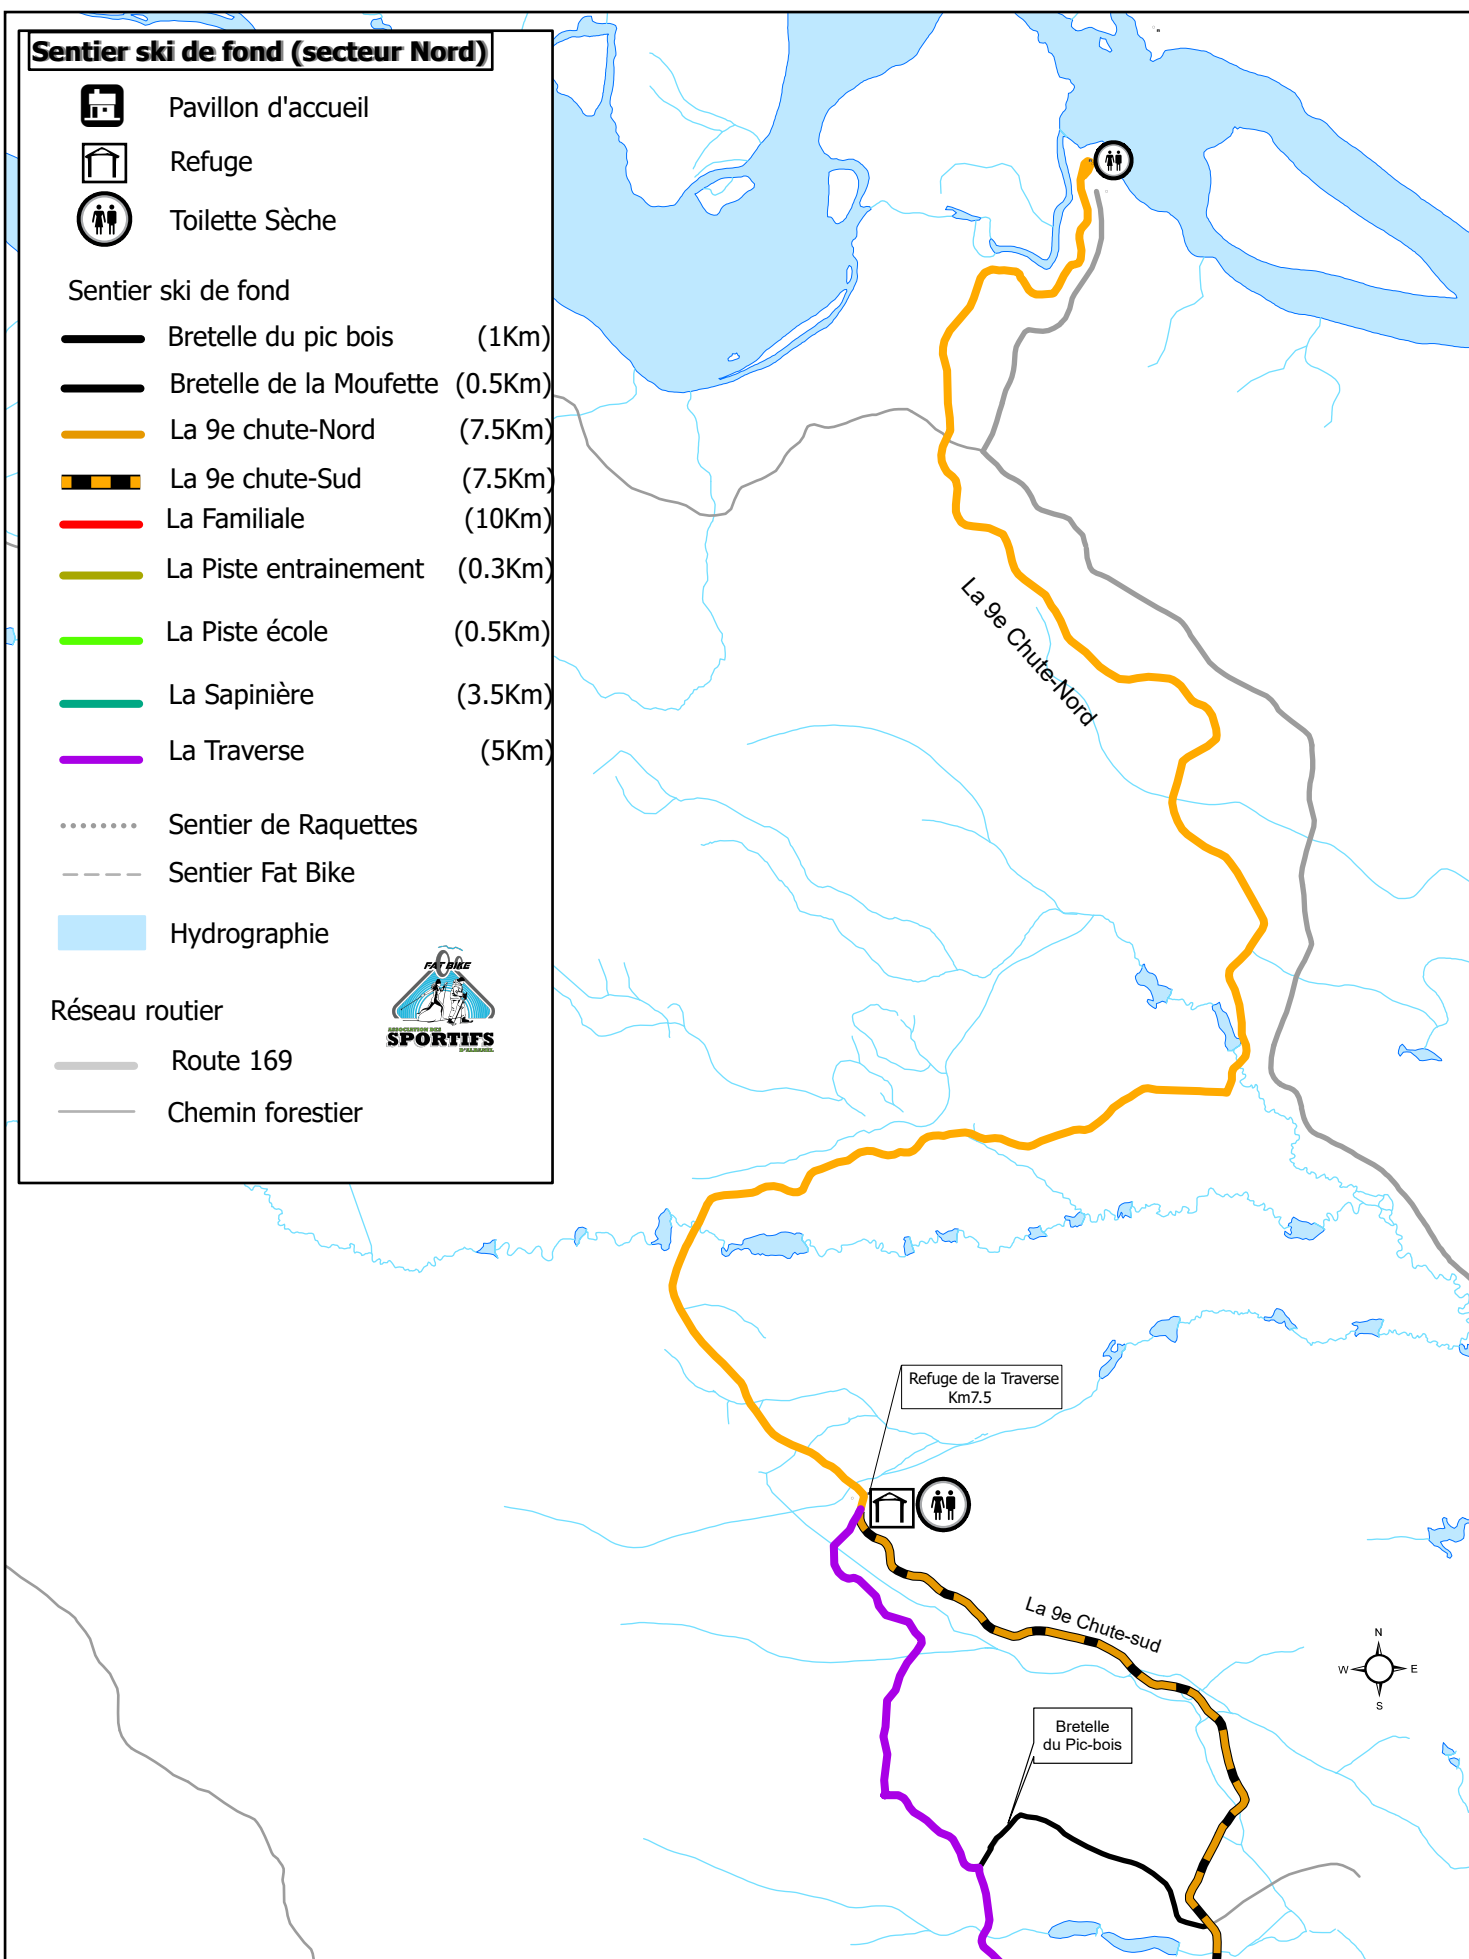 Sentier ski de fond (secteur Nord)
Pavillon d'accueil
Refuge
Toilette Sèche
Sentier ski de fond
Bretelle du pic bois (1Km)
Bretelle de la Moufette (0.5Km)
La 9e chute-Nord (7.5Km)
La 9e chute-Sud (7.5Km)
La Familiale (10Km)
La Piste entrainement (0.3Km)
La Piste école (0.5Km)
La Sapinière (3.5Km)
La Traverse (5Km)
Sentier de Raquettes
Sentier Fat Bike
Hydrographie
FAT BIKE
ASSOCIATION DES
SPORTIFS
D'ALBANEL
Réseau routier
Route 169
Chemin forestier
La 9e Chute-Nord
Refuge de la Traverse
Km7.5
La 9e Chute-sud
Bretelle
du Pic-bois
N
W E
S